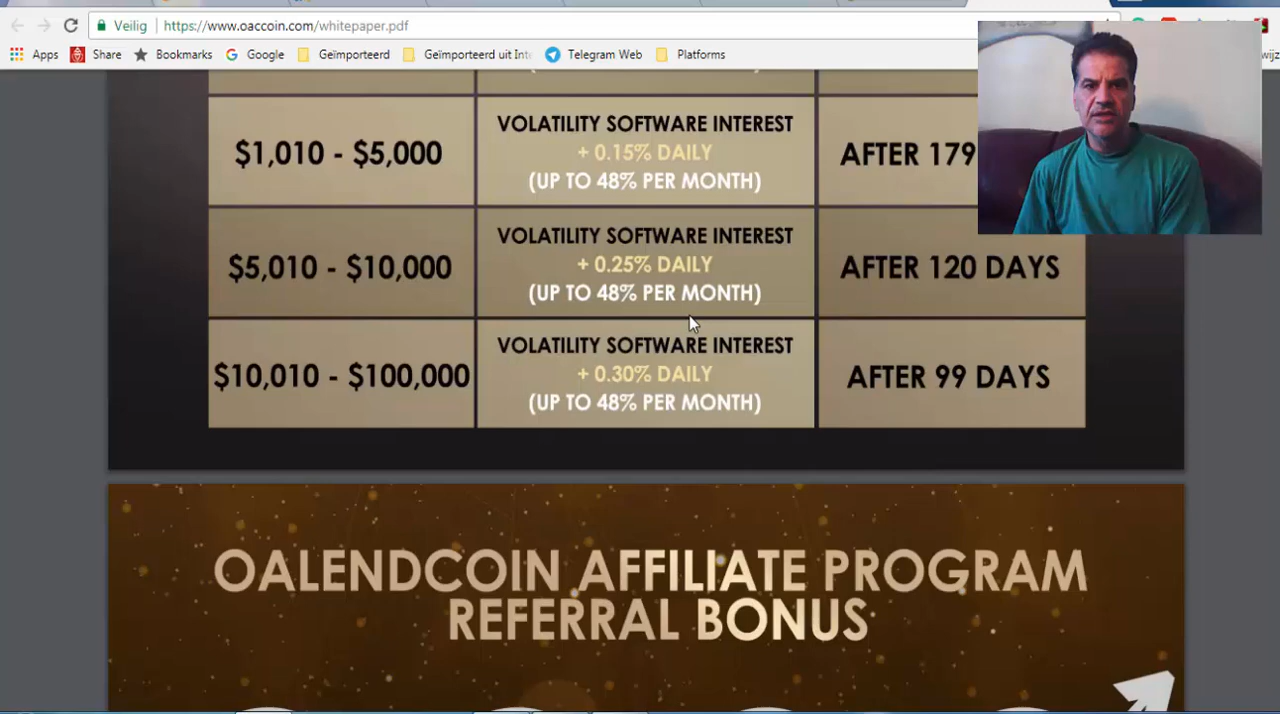 Veilig
https://www.oaccoin.com/whitepaper.pdf
Apps Share Bookmarks Google Geïmporteerd Geïmporteerd uit Telegram Web Platforms
$1,010 - $5,000
VOLATILITY SOFTWARE INTEREST
+ 0.15% DAILY
(UP TO 48% PER MONTH)
AFTER 179
$5,010 - $10,000
VOLATILITY SOFTWARE INTEREST
+ 0.25% DAILY
(UP TO 48% PER MONTH)
AFTER 120 DAYS
$10,010 - $100,000
VOLATILITY SOFTWARE INTEREST
+ 0.30% DAILY
(UP TO 48% PER MONTH)
AFTER 99 DAYS
OALENDCOIN AFFILIATE PROGRAM
REFERRAL BONUS